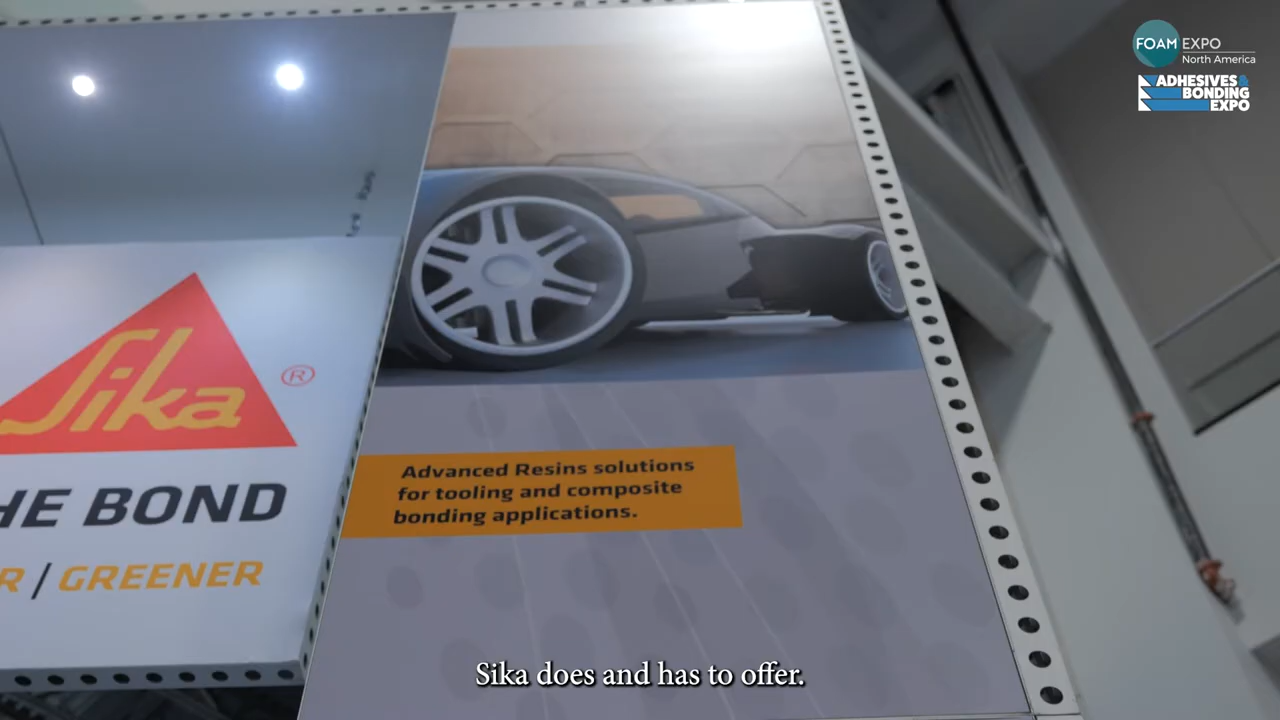 FOAM EXPO
North America
ADHESIVES&
BONDING
EXPO
Sika
®
HE BOND
R / GREENER
Advanced Resins solutions
for tooling and composite
bonding applications.
Sika does and has to offer.